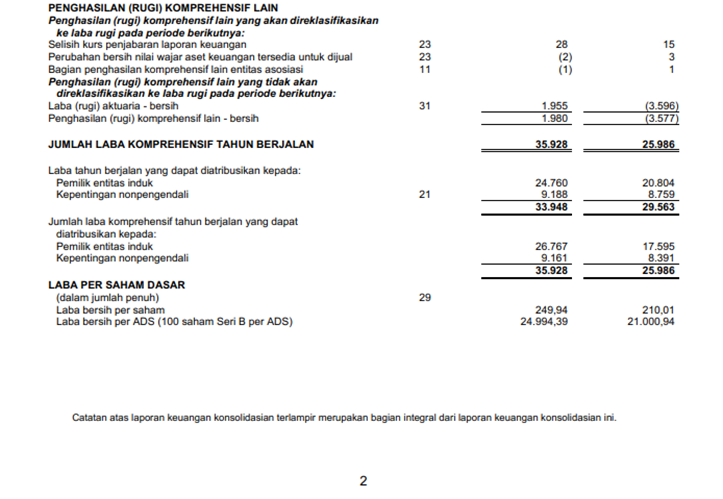 PENGHASILAN (RUGI) KOMPREHENSIF LAIN
Penghasilan (rugi) komprehensif lain yang akan direklasifikasikan
ke laba rugi pada periode berikutnya:
Selisih kurs penjabaran laporan keuangan 23 28 15
Perubahan bersih nilai wajar aset keuangan tersedia untuk dijual 23 (2) 3
Bagian penghasilan komprehensif lain entitas asosiasi 11 (1) 1
Penghasilan (rugi) komprehensif lain yang tidak akan
direklasifikasikan ke laba rugi pada periode berikutnya:
Laba (rugi) aktuaria - bersih 31 1.955 (3.596)
Penghasilan (rugi) komprehensif lain - bersih 1.980 (3.577)
JUMLAH LABA KOMPREHENSIF TAHUN BERJALAN 35.928 25.986
Laba tahun berjalan yang dapat diatribusikan kepada:
Pemilik entitas induk 24.760 20.804
Kepentingan nonpengendali 21 9.188 8.759
33.948 29.563
Jumlah laba komprehensif tahun berjalan yang dapat
diatribusikan kepada:
Pemilik entitas induk 26.767 17.595
Kepentingan nonpengendali 9.161 8.391
35.928 25.986
LABA PER SAHAM DASAR
(dalam jumlah penuh) 29
Laba bersih per saham 249,94 210,01
Laba bersih per ADS (100 saham Seri B per ADS) 24.994,39 21.000,94
Catatan atas laporan keuangan konsolidasian terlampir merupakan bagian integral dari laporan keuangan konsolidasian ini.
2